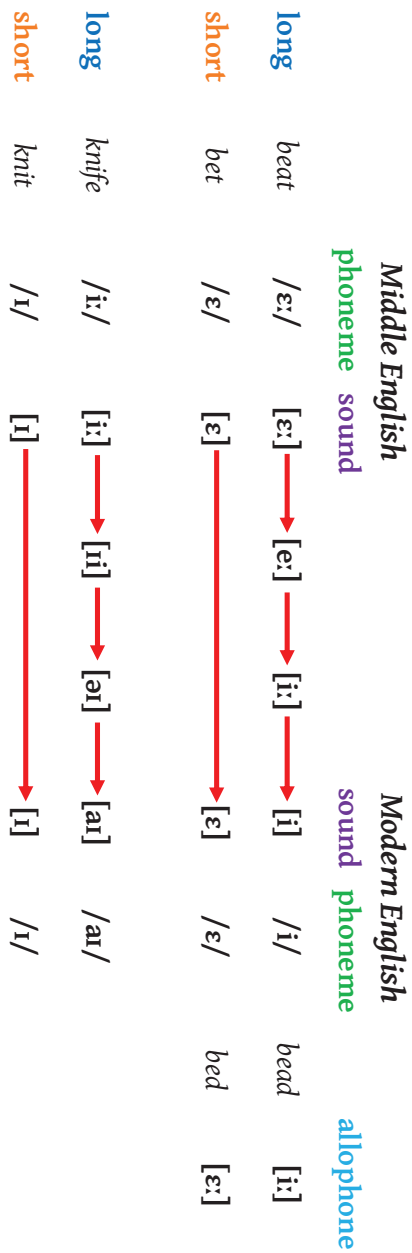 Middle English Modern English
phoneme sound sound phoneme allophone
long beat /ɛː/ [ɛː] [eː] [iː] [i] /i/ bead [iː]
short bet /ɛ/ [ɛ] [ɛ] /ɛ/ bed [ɛː]
long knife /iː/ [iː] [ɪi] [əɪ] [aɪ] /aɪ/
short knit /ɪ/ [ɪ] [ɪ] /ɪ/